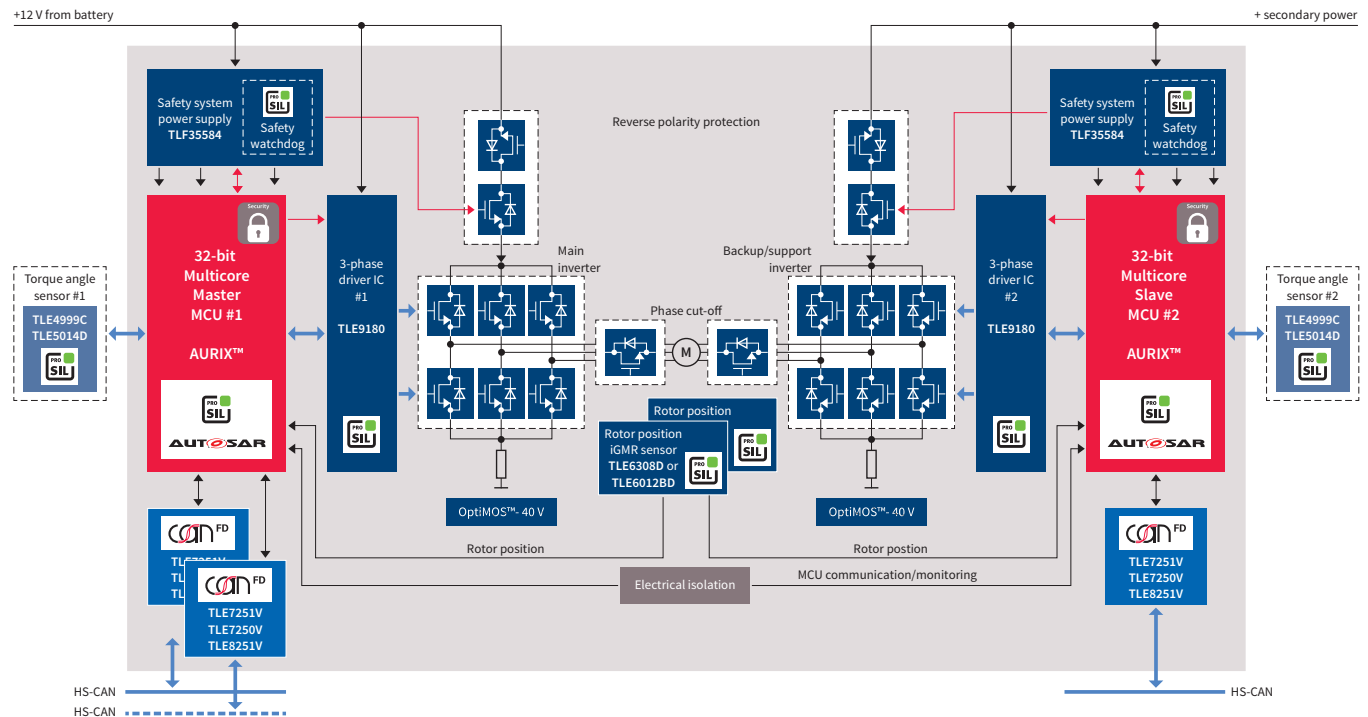 +12 V from battery
+ secondary power
Safety system
power supply
TLF35584
PRO
SIL
Safety
watchdog
Reverse polarity protection
Safety system
power supply
TLF35584
PRO
SIL
Safety
watchdog
Security
32-bit
Multicore
Master
MCU #1
AURIX™
PRO
SIL
AUTOSAR
3-phase
driver IC
#1
TLE9180
PRO
SIL
Main
inverter
Backup/support
inverter
Phase cut-off
M
3-phase
driver IC
#2
TLE9180
PRO
SIL
Security
32-bit
Multicore
Slave
MCU #2
AURIX™
PRO
SIL
AUTOSAR
Torque angle
sensor #1
TLE4999C
TLE5014D
PRO
SIL
Torque angle
sensor #2
TLE4999C
TLE5014D
PRO
SIL
Rotor position
PRO
SIL
Rotor position
iGMR sensor
TLE6308D or
TLE6012BD
PRO
SIL
OptiMOS™- 40 V
OptiMOS™- 40 V
Rotor position
Rotor postion
Electrical isolation
MCU communication/monitoring
CAN FD
CAN FD
TLE7251V
TLE7250V
TLE8251V
CAN FD
TLE7251V
TLE7250V
TLE8251V
HS-CAN
HS-CAN
HS-CAN